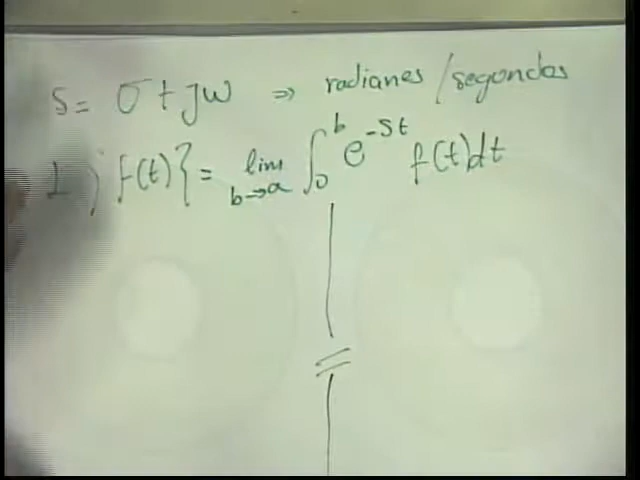 S = σ + jω ⇒ radianes / segundos
L { f(t) } = lim b→a ∫₀ᵇ e^-St f(t) dt